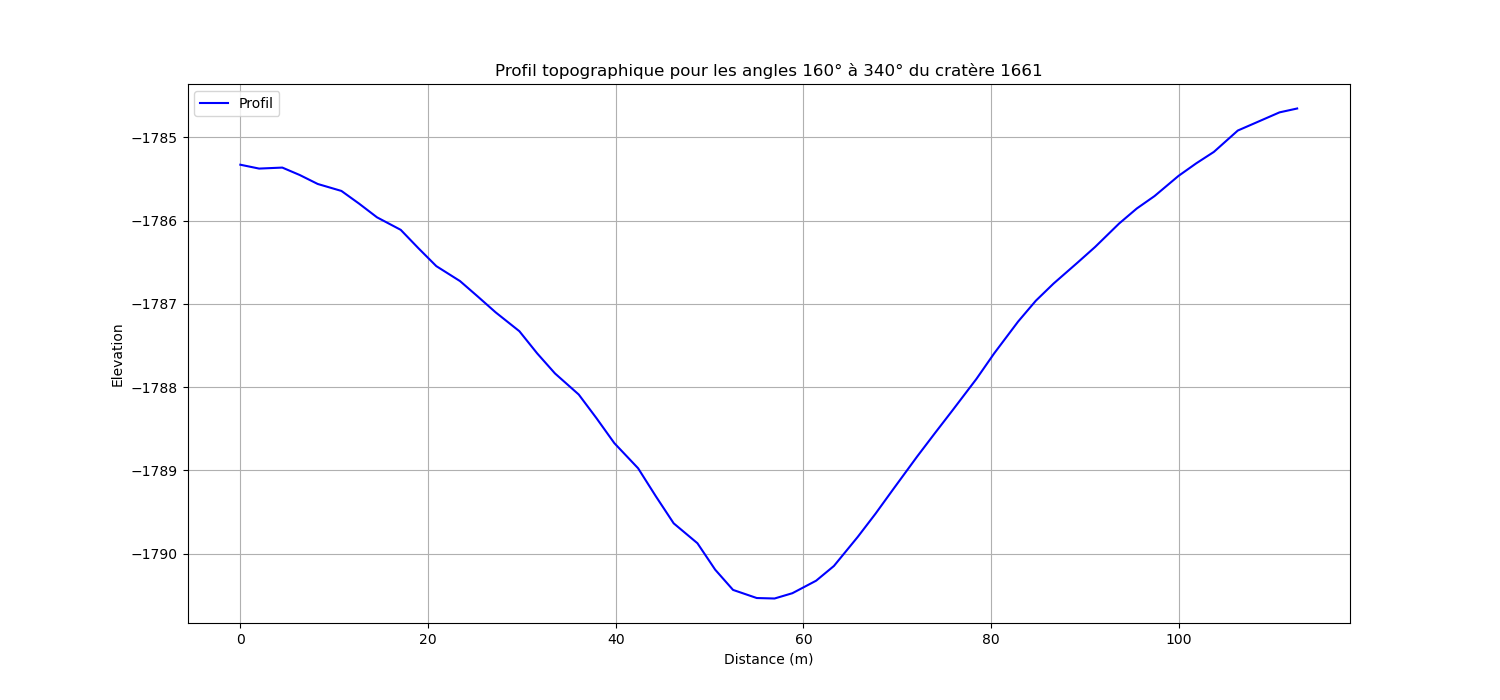 Profil topographique pour les angles 160° à 340° du cratère 1661
Profil
−1785
−1786
−1787
−1788
−1789
−1790
Elevation
0 20 40 60 80 100
Distance (m)